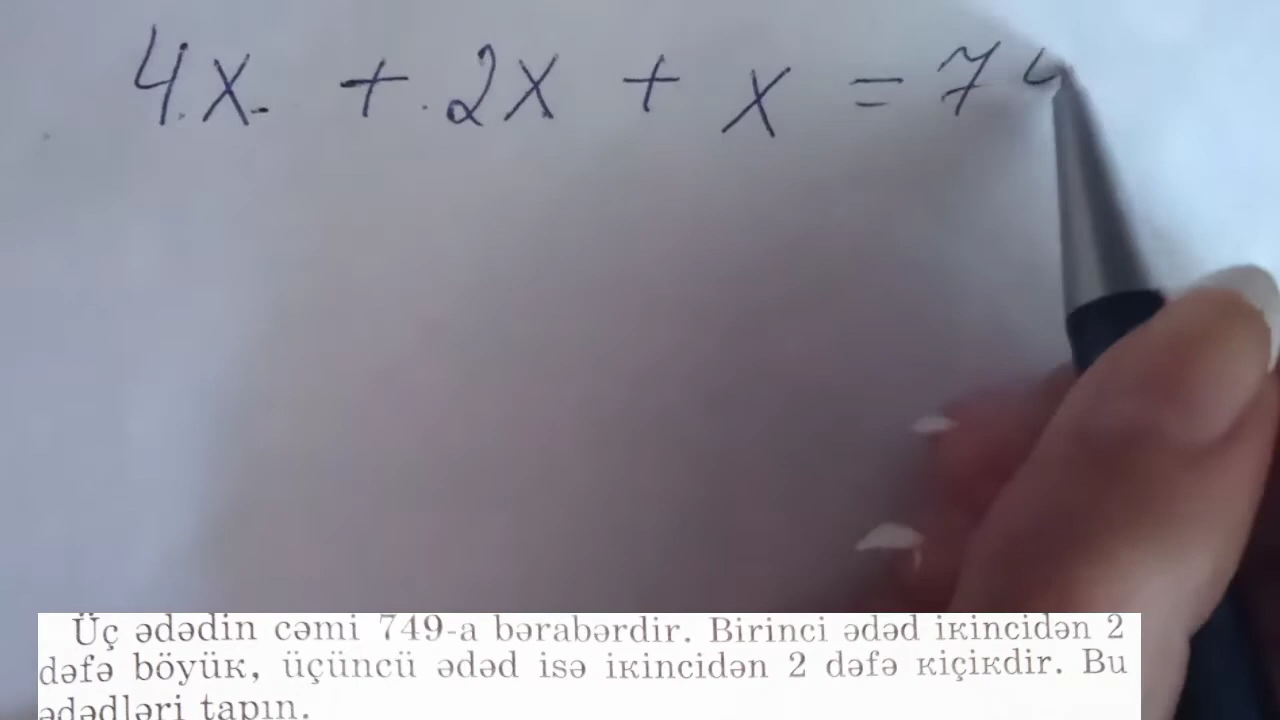 4x + 2x + x = 74
Üç ədədin cəmi 749-a bərabərdir. Birinci ədəd ikincidən 2
dəfə böyük, üçüncü ədəd isə ikincidən 2 dəfə kiçikdir. Bu
ədədləri tapın.